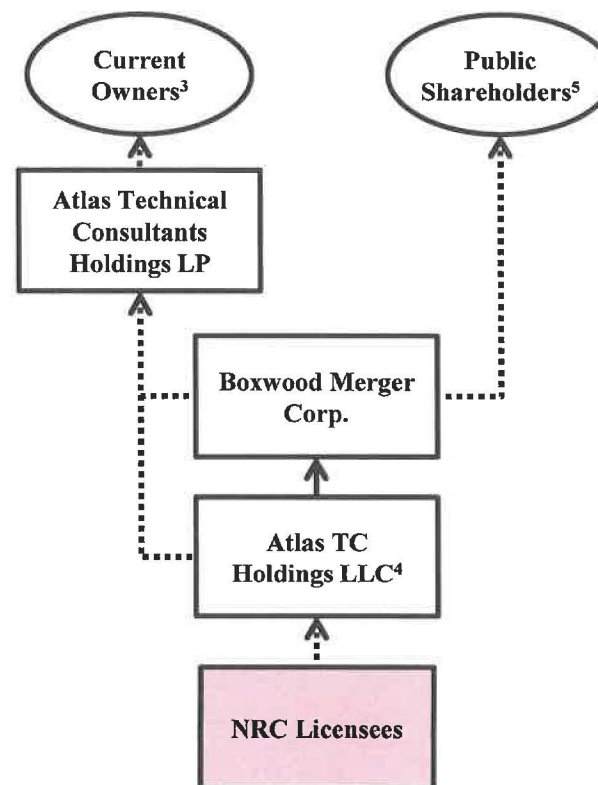 Current
Owners³
Public
Shareholders⁵
Atlas Technical
Consultants
Holdings LP
Boxwood Merger
Corp.
Atlas TC
Holdings LLC⁴
NRC Licensees